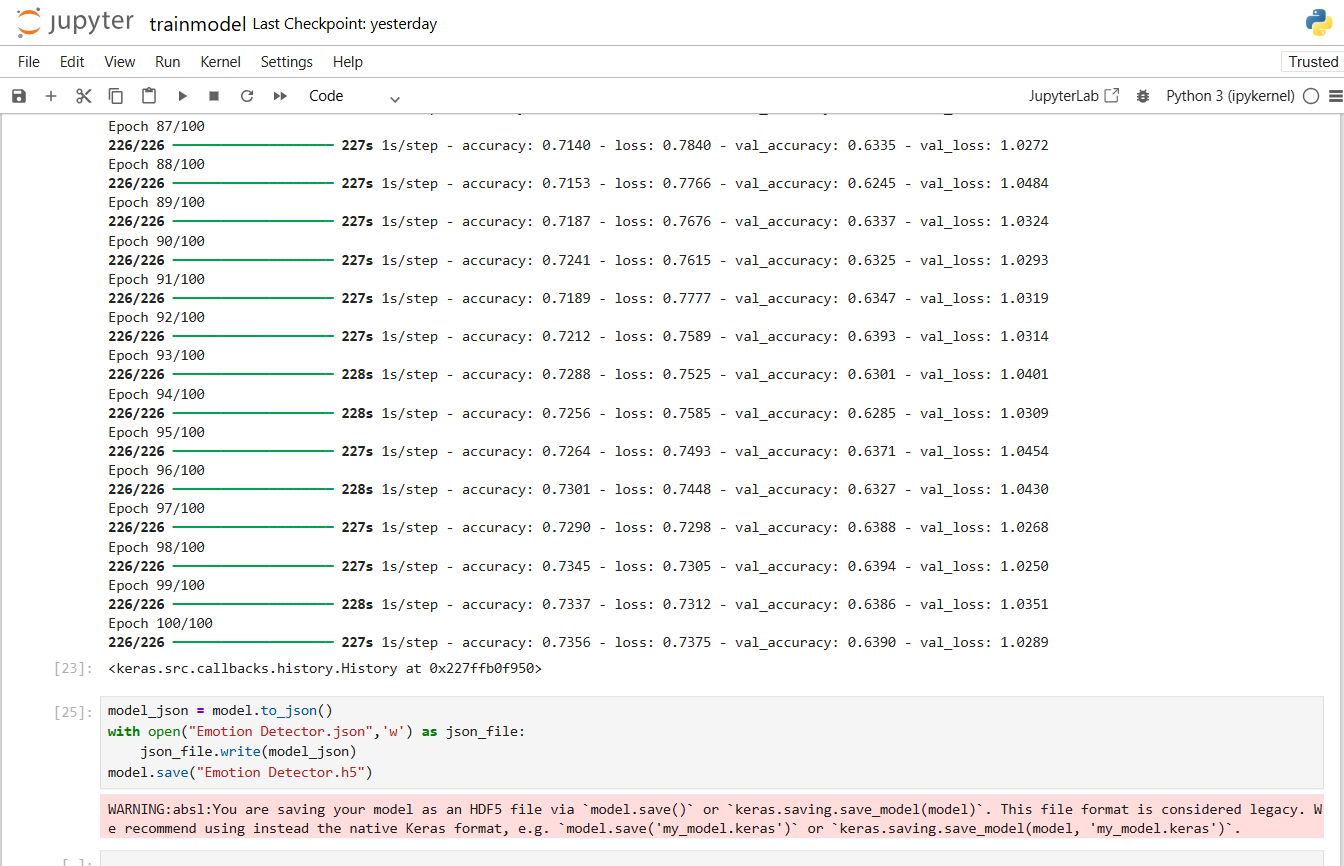 jupyter trainmodel Last Checkpoint: yesterday
File Edit View Run Kernel Settings Help Trusted
Code JupyterLab Python 3 (ipykernel)
Epoch 87/100
226/226 ━━━━━━━━━━━━━━━━━━━━ 227s 1s/step - accuracy: 0.7140 - loss: 0.7840 - val_accuracy: 0.6335 - val_loss: 1.0272
Epoch 88/100
226/226 ━━━━━━━━━━━━━━━━━━━━ 227s 1s/step - accuracy: 0.7153 - loss: 0.7766 - val_accuracy: 0.6245 - val_loss: 1.0484
Epoch 89/100
226/226 ━━━━━━━━━━━━━━━━━━━━ 227s 1s/step - accuracy: 0.7187 - loss: 0.7676 - val_accuracy: 0.6337 - val_loss: 1.0324
Epoch 90/100
226/226 ━━━━━━━━━━━━━━━━━━━━ 227s 1s/step - accuracy: 0.7241 - loss: 0.7615 - val_accuracy: 0.6325 - val_loss: 1.0293
Epoch 91/100
226/226 ━━━━━━━━━━━━━━━━━━━━ 227s 1s/step - accuracy: 0.7189 - loss: 0.7777 - val_accuracy: 0.6347 - val_loss: 1.0319
Epoch 92/100
226/226 ━━━━━━━━━━━━━━━━━━━━ 227s 1s/step - accuracy: 0.7212 - loss: 0.7589 - val_accuracy: 0.6393 - val_loss: 1.0314
Epoch 93/100
226/226 ━━━━━━━━━━━━━━━━━━━━ 228s 1s/step - accuracy: 0.7288 - loss: 0.7525 - val_accuracy: 0.6301 - val_loss: 1.0401
Epoch 94/100
226/226 ━━━━━━━━━━━━━━━━━━━━ 228s 1s/step - accuracy: 0.7256 - loss: 0.7585 - val_accuracy: 0.6285 - val_loss: 1.0309
Epoch 95/100
226/226 ━━━━━━━━━━━━━━━━━━━━ 227s 1s/step - accuracy: 0.7264 - loss: 0.7493 - val_accuracy: 0.6371 - val_loss: 1.0454
Epoch 96/100
226/226 ━━━━━━━━━━━━━━━━━━━━ 228s 1s/step - accuracy: 0.7301 - loss: 0.7448 - val_accuracy: 0.6327 - val_loss: 1.0430
Epoch 97/100
226/226 ━━━━━━━━━━━━━━━━━━━━ 227s 1s/step - accuracy: 0.7290 - loss: 0.7298 - val_accuracy: 0.6388 - val_loss: 1.0268
Epoch 98/100
226/226 ━━━━━━━━━━━━━━━━━━━━ 227s 1s/step - accuracy: 0.7345 - loss: 0.7305 - val_accuracy: 0.6394 - val_loss: 1.0250
Epoch 99/100
226/226 ━━━━━━━━━━━━━━━━━━━━ 228s 1s/step - accuracy: 0.7337 - loss: 0.7312 - val_accuracy: 0.6386 - val_loss: 1.0351
Epoch 100/100
226/226 ━━━━━━━━━━━━━━━━━━━━ 227s 1s/step - accuracy: 0.7356 - loss: 0.7375 - val_accuracy: 0.6390 - val_loss: 1.0289
[23]: <keras.src.callbacks.history.History at 0x227ffb0f950>
[25]: model_json = model.to_json()
with open("Emotion Detector.json",'w') as json_file:
    json_file.write(model_json)
model.save("Emotion Detector.h5")
WARNING:absl:You are saving your model as an HDF5 file via `model.save()` or `keras.saving.save_model(model)`. This file format is considered legacy. W
e recommend using instead the native Keras format, e.g. `model.save('my_model.keras')` or `keras.saving.save_model(model, 'my_model.keras')`.